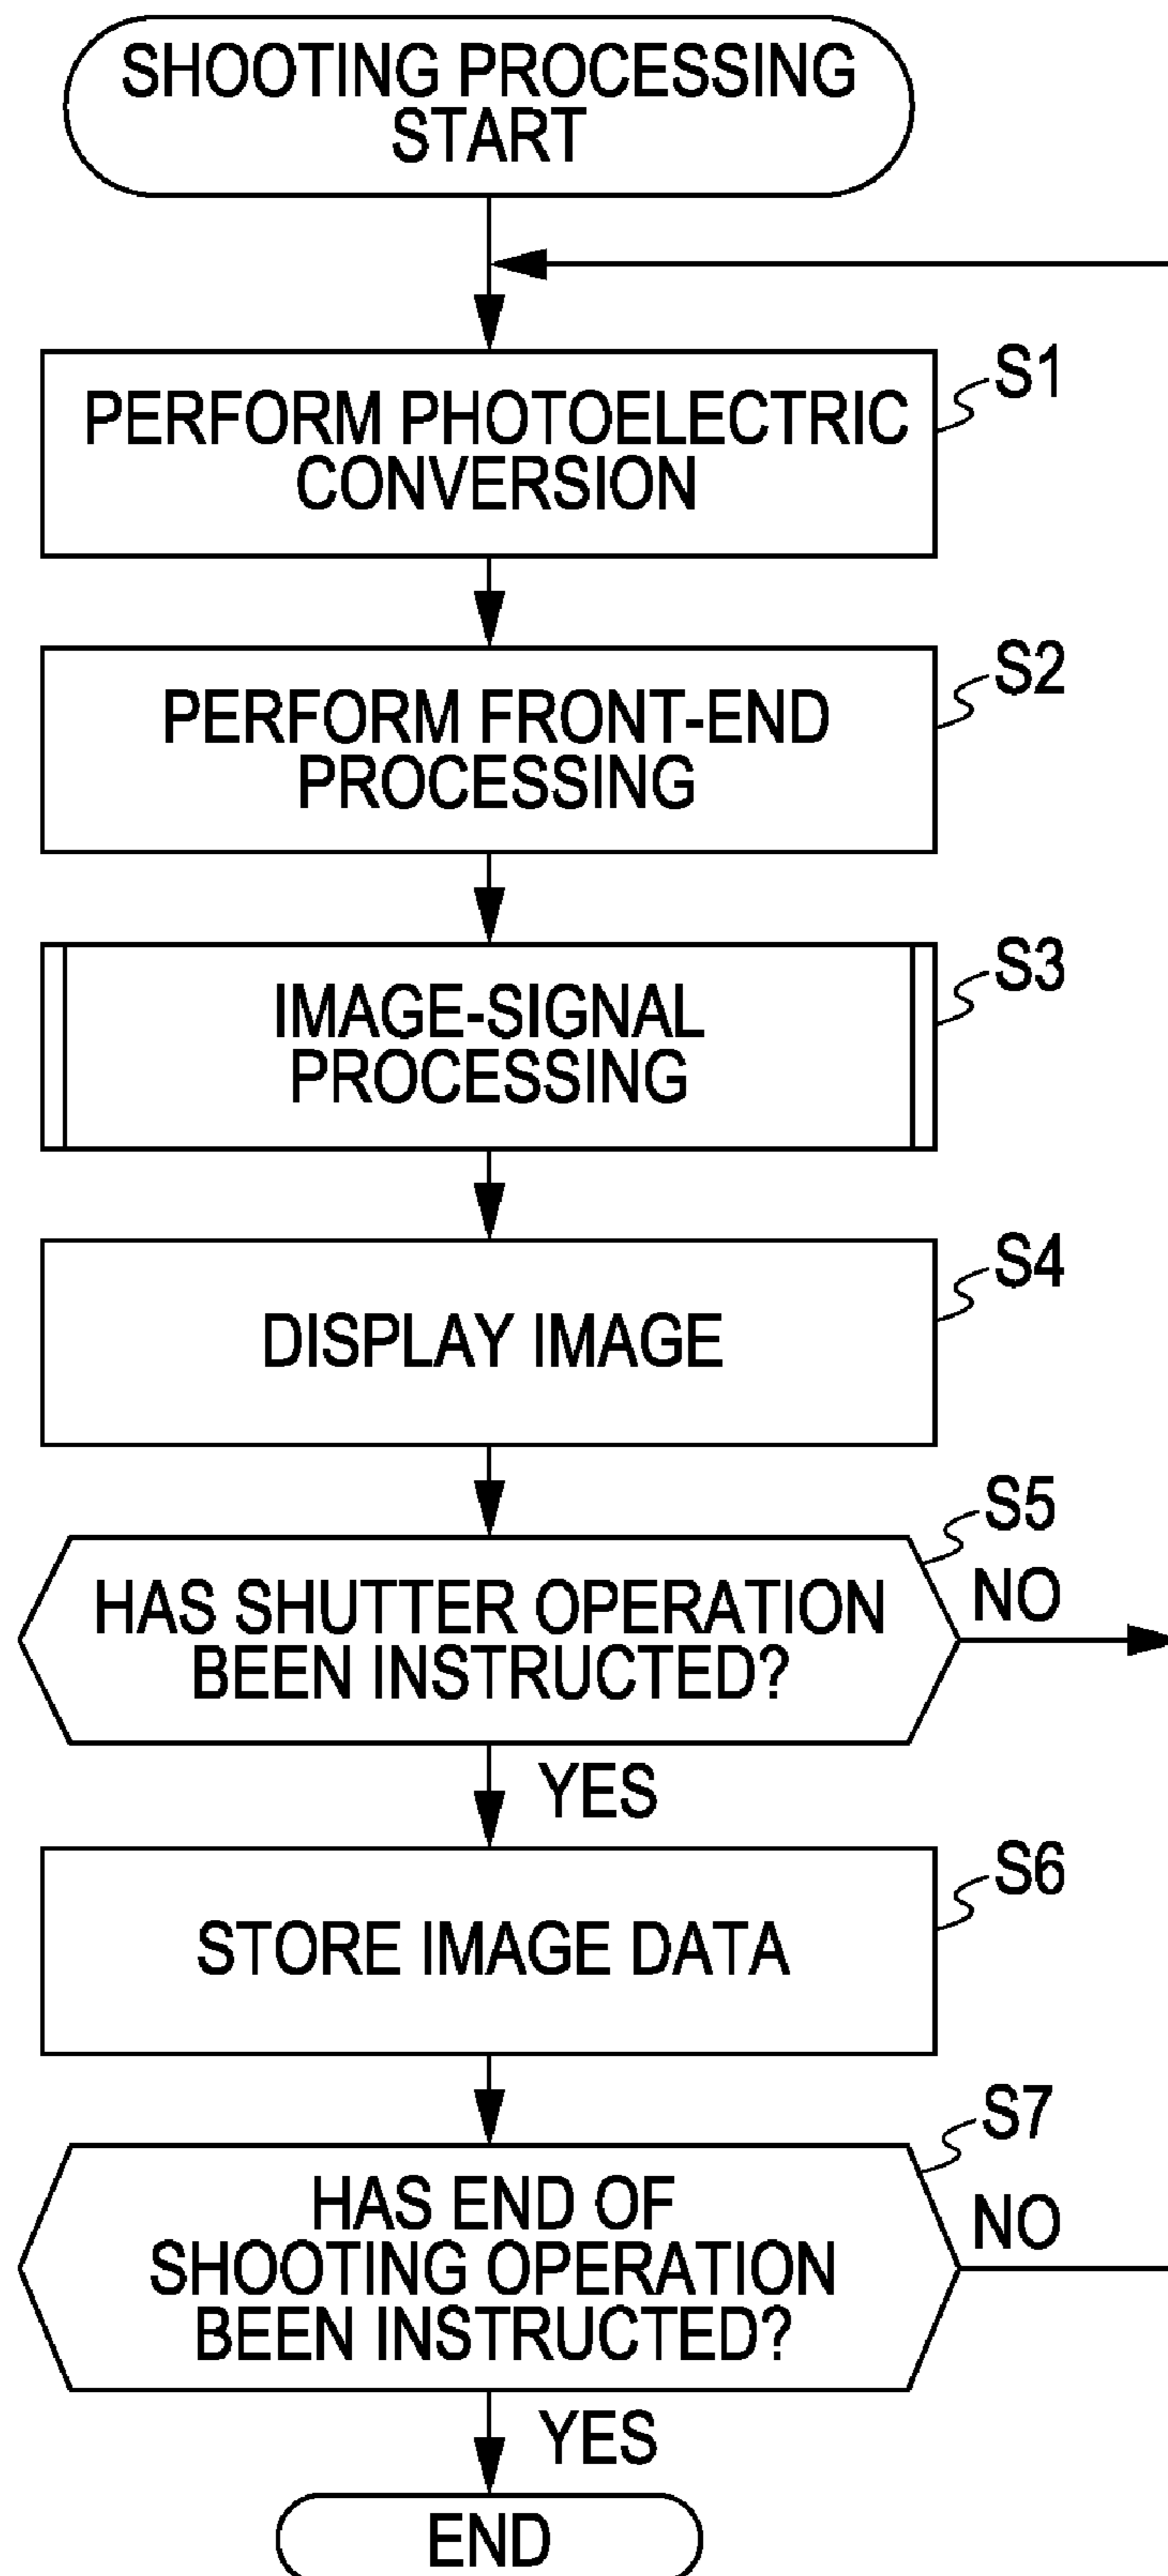 SHOOTING PROCESSING
START
S1
PERFORM PHOTOELECTRIC
CONVERSION
S2
PERFORM FRONT-END
PROCESSING
S3
IMAGE-SIGNAL
PROCESSING
S4
DISPLAY IMAGE
S5
HAS SHUTTER OPERATION
BEEN INSTRUCTED?
NO
YES
S6
STORE IMAGE DATA
S7
HAS END OF
SHOOTING OPERATION
BEEN INSTRUCTED?
NO
YES
END